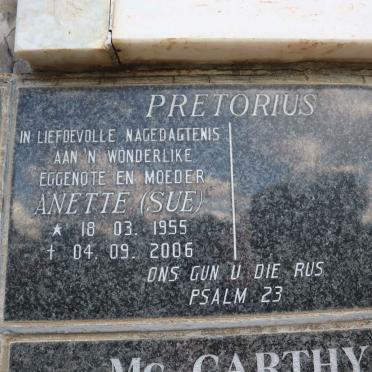 PRETORIUS
IN LIEFDEVOLLE NAGEDAGTENIS
AAN 'N WONDERLIKE
EGGENOTE EN MOEDER
ANETTE (SUE)
* 18 03. 1955
† 04. 09. 2006
ONS GUN U DIE RUS
PSALM 23
Mc. CARTHY